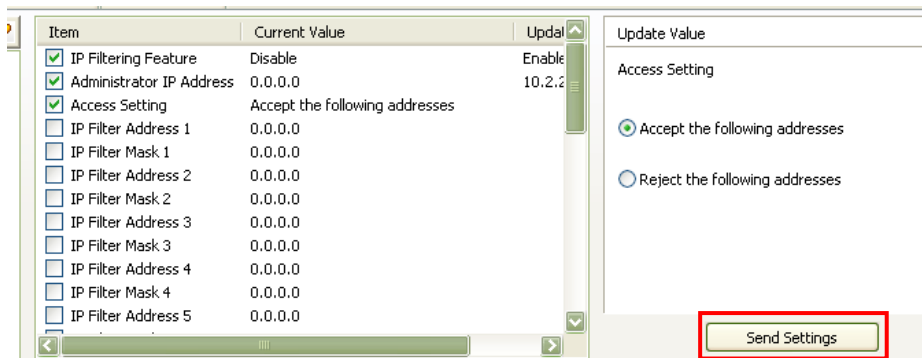 Item Current Value Updat
IP Filtering Feature Disable Enable
Administrator IP Address 0.0.0.0 10.2.2
Access Setting Accept the following addresses
IP Filter Address 1 0.0.0.0
IP Filter Mask 1 0.0.0.0
IP Filter Address 2 0.0.0.0
IP Filter Mask 2 0.0.0.0
IP Filter Address 3 0.0.0.0
IP Filter Mask 3 0.0.0.0
IP Filter Address 4 0.0.0.0
IP Filter Mask 4 0.0.0.0
IP Filter Address 5 0.0.0.0
Update Value
Access Setting
Accept the following addresses
Reject the following addresses
Send Settings